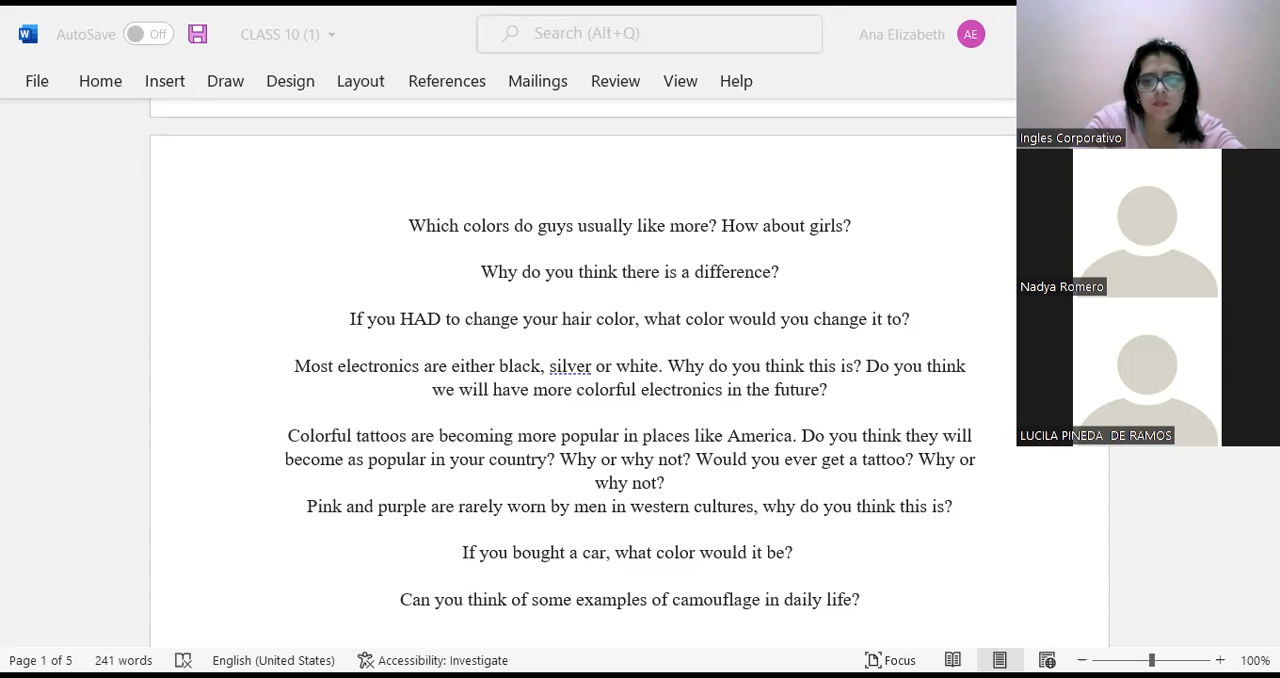 AutoSave Off CLASS 10 (1) Search (Alt+Q) Ana Elizabeth AE
File Home Insert Draw Design Layout References Mailings Review View Help
Which colors do guys usually like more? How about girls?
Why do you think there is a difference?
If you HAD to change your hair color, what color would you change it to?
Most electronics are either black, silver or white. Why do you think this is? Do you think
we will have more colorful electronics in the future?
Colorful tattoos are becoming more popular in places like America. Do you think they will
become as popular in your country? Why or why not? Would you ever get a tattoo? Why or
why not?
Pink and purple are rarely worn by men in western cultures, why do you think this is?
If you bought a car, what color would it be?
Can you think of some examples of camouflage in daily life?
Page 1 of 5 241 words English (United States) Accessibility: Investigate Focus 100%
Ingles Corporativo
Nadya Romero
LUCILA PINEDA DE RAMOS